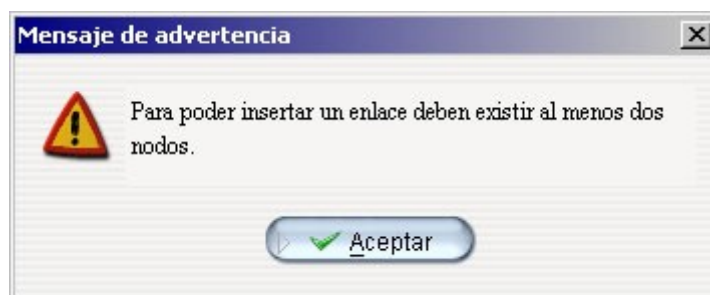 Mensaje de advertencia
Para poder insertar un enlace deben existir al menos dos
nodos.
Aceptar